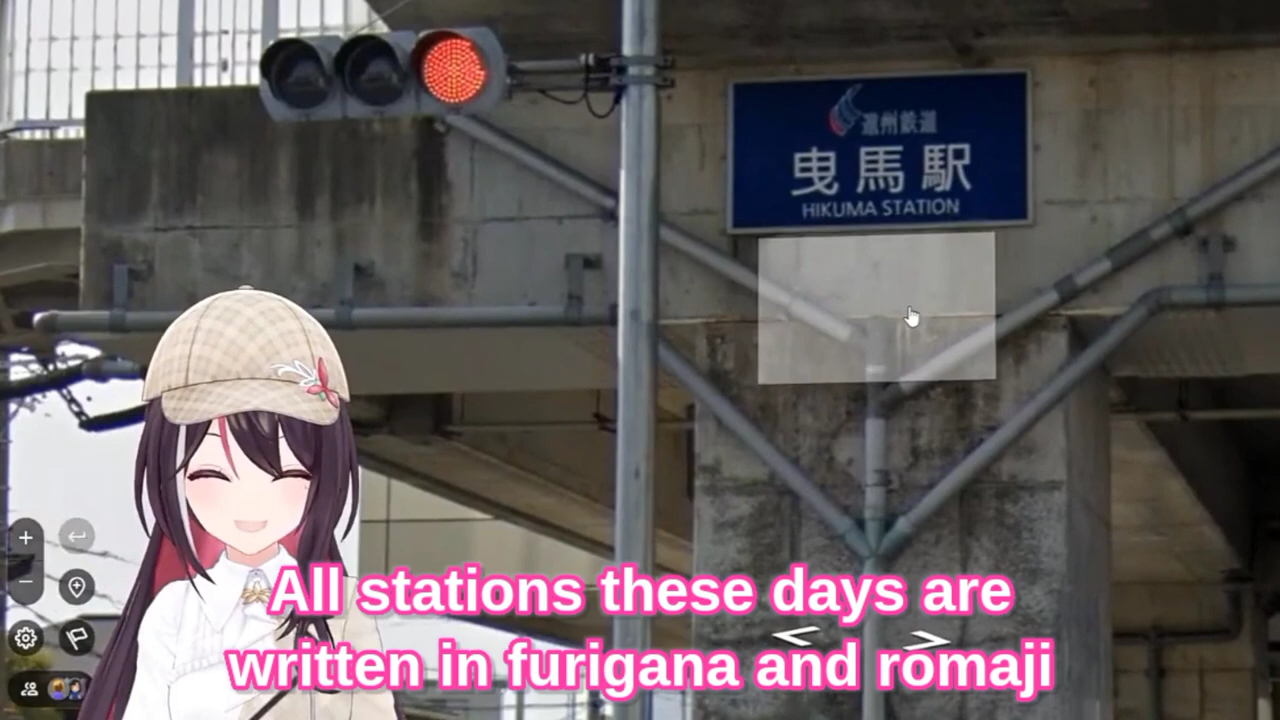 遠州鉄道
曳馬駅
HIKUMA STATION
All stations these days are
written in furigana and romaji